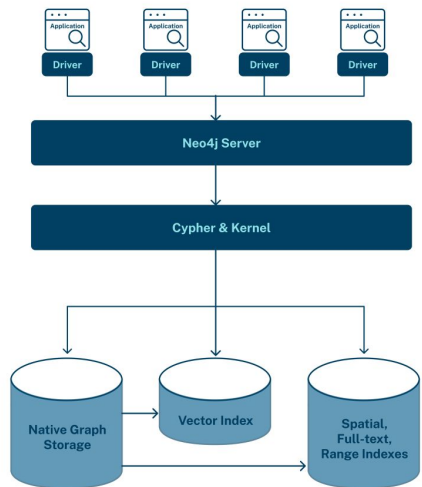 Application
Application
Application
Application
Driver
Driver
Driver
Driver
Neo4j Server
Cypher & Kernel
Native Graph
Storage
Vector Index
Spatial,
Full-text,
Range Indexes